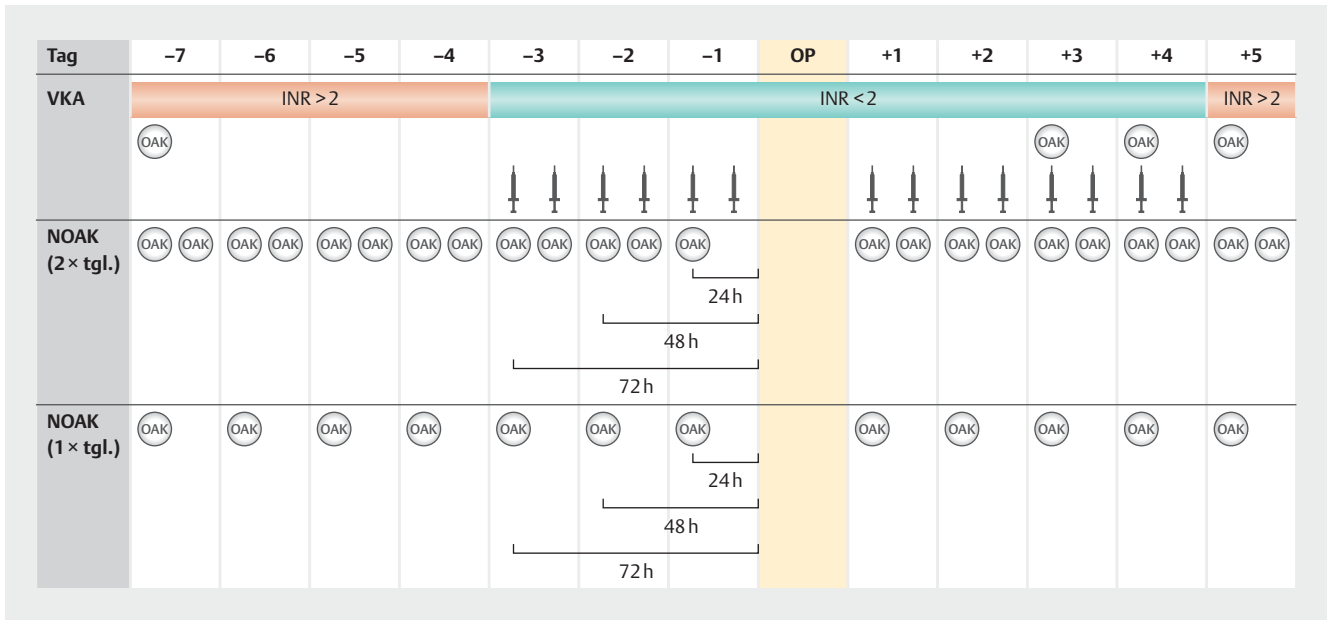 Tag –7 –6 –5 –4 –3 –2 –1 OP +1 +2 +3 +4 +5
VKA INR > 2 INR < 2 INR > 2
OAK OAK OAK OAK
NOAK OAK OAK OAK OAK OAK OAK OAK OAK OAK OAK OAK OAK OAK OAK OAK OAK OAK OAK OAK OAK OAK OAK OAK
(2 × tgl.)
24 h
48 h
72 h
NOAK OAK OAK OAK OAK OAK OAK OAK OAK OAK OAK OAK OAK
(1 × tgl.)
24 h
48 h
72 h